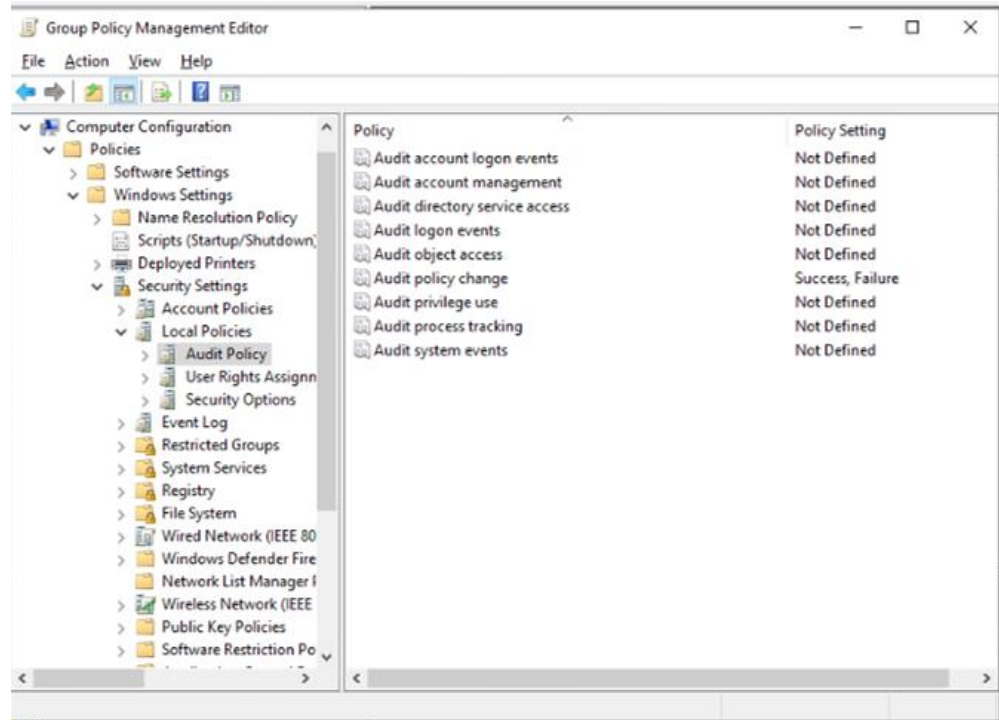 Group Policy Management Editor
File Action View Help
Computer Configuration
Policies
Software Settings
Windows Settings
Name Resolution Policy
Scripts (Startup/Shutdown)
Deployed Printers
Security Settings
Account Policies
Local Policies
Audit Policy
User Rights Assignn
Security Options
Event Log
Restricted Groups
System Services
Registry
File System
Wired Network (IEEE 80
Windows Defender Fire
Network List Manager
Wireless Network (IEEE
Public Key Policies
Software Restriction Po
Policy Policy Setting
Audit account logon events Not Defined
Audit account management Not Defined
Audit directory service access Not Defined
Audit logon events Not Defined
Audit object access Not Defined
Audit policy change Success, Failure
Audit privilege use Not Defined
Audit process tracking Not Defined
Audit system events Not Defined